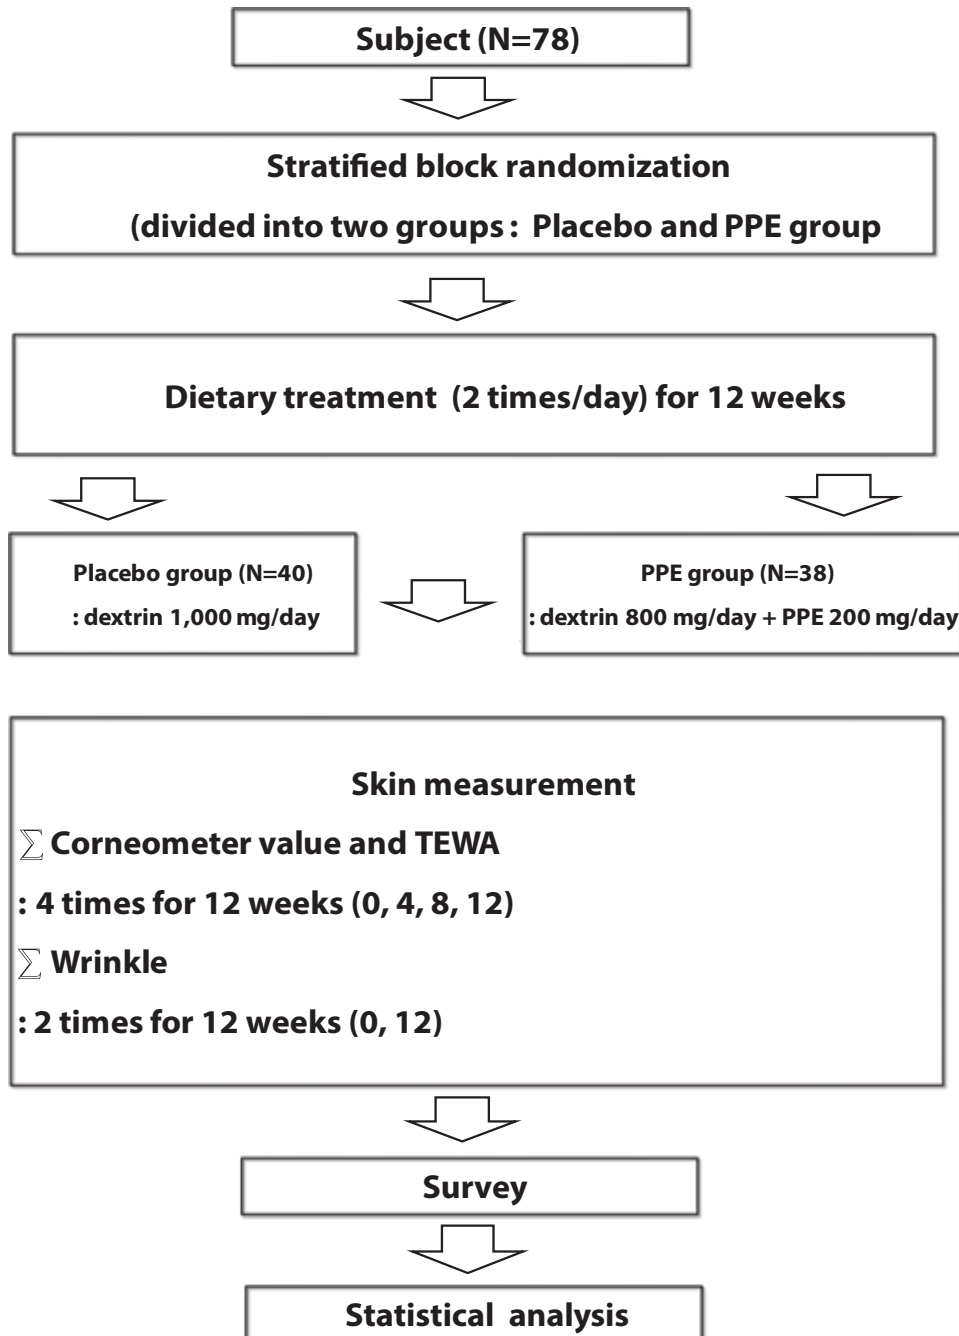 Subject (N=78)
Stratified block randomization
(divided into two groups : Placebo and PPE group
Dietary treatment (2 times/day) for 12 weeks
Placebo group (N=40)
: dextrin 1,000 mg/day
PPE group (N=38)
: dextrin 800 mg/day + PPE 200 mg/day
Skin measurement
∑ Corneometer value and TEWA
: 4 times for 12 weeks (0, 4, 8, 12)
∑ Wrinkle
: 2 times for 12 weeks (0, 12)
Survey
Statistical analysis